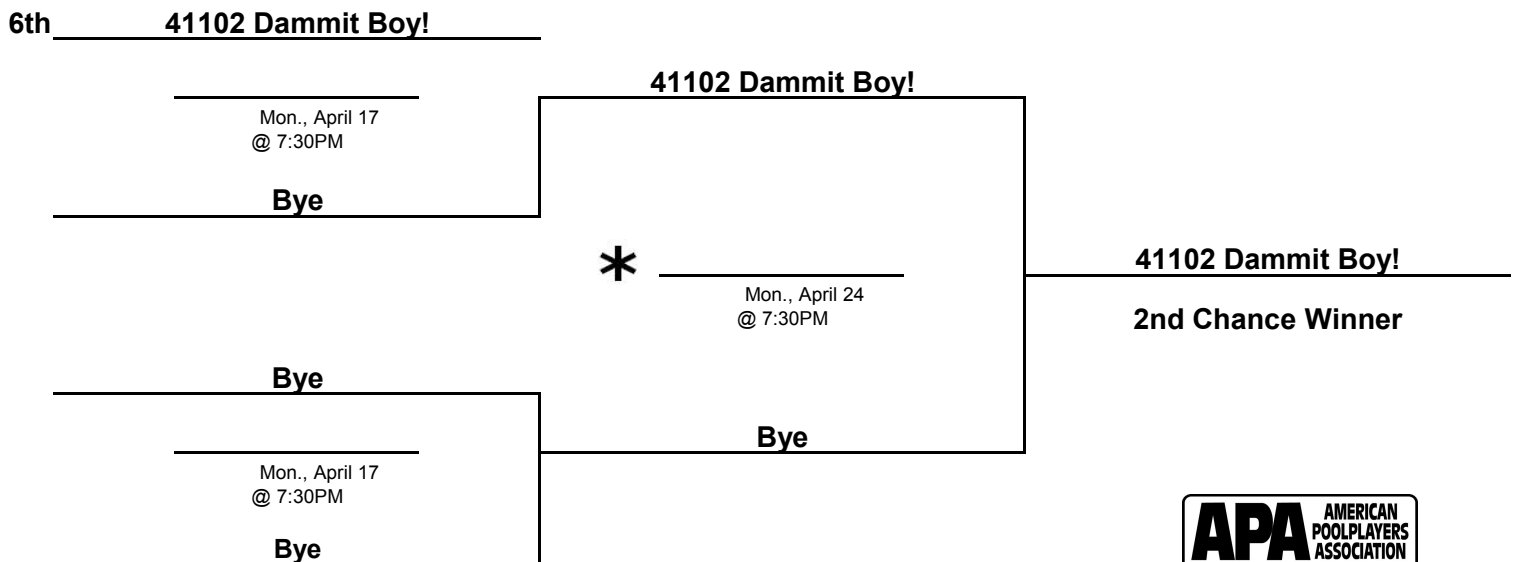 6th 41102 Dammit Boy!
41102 Dammit Boy!
Mon., April 17
@ 7:30PM
Bye
*
41102 Dammit Boy!
Mon., April 24
@ 7:30PM
2nd Chance Winner
Bye
Bye
Mon., April 17
@ 7:30PM
Bye
APA AMERICAN
POOLPLAYERS
ASSOCIATION